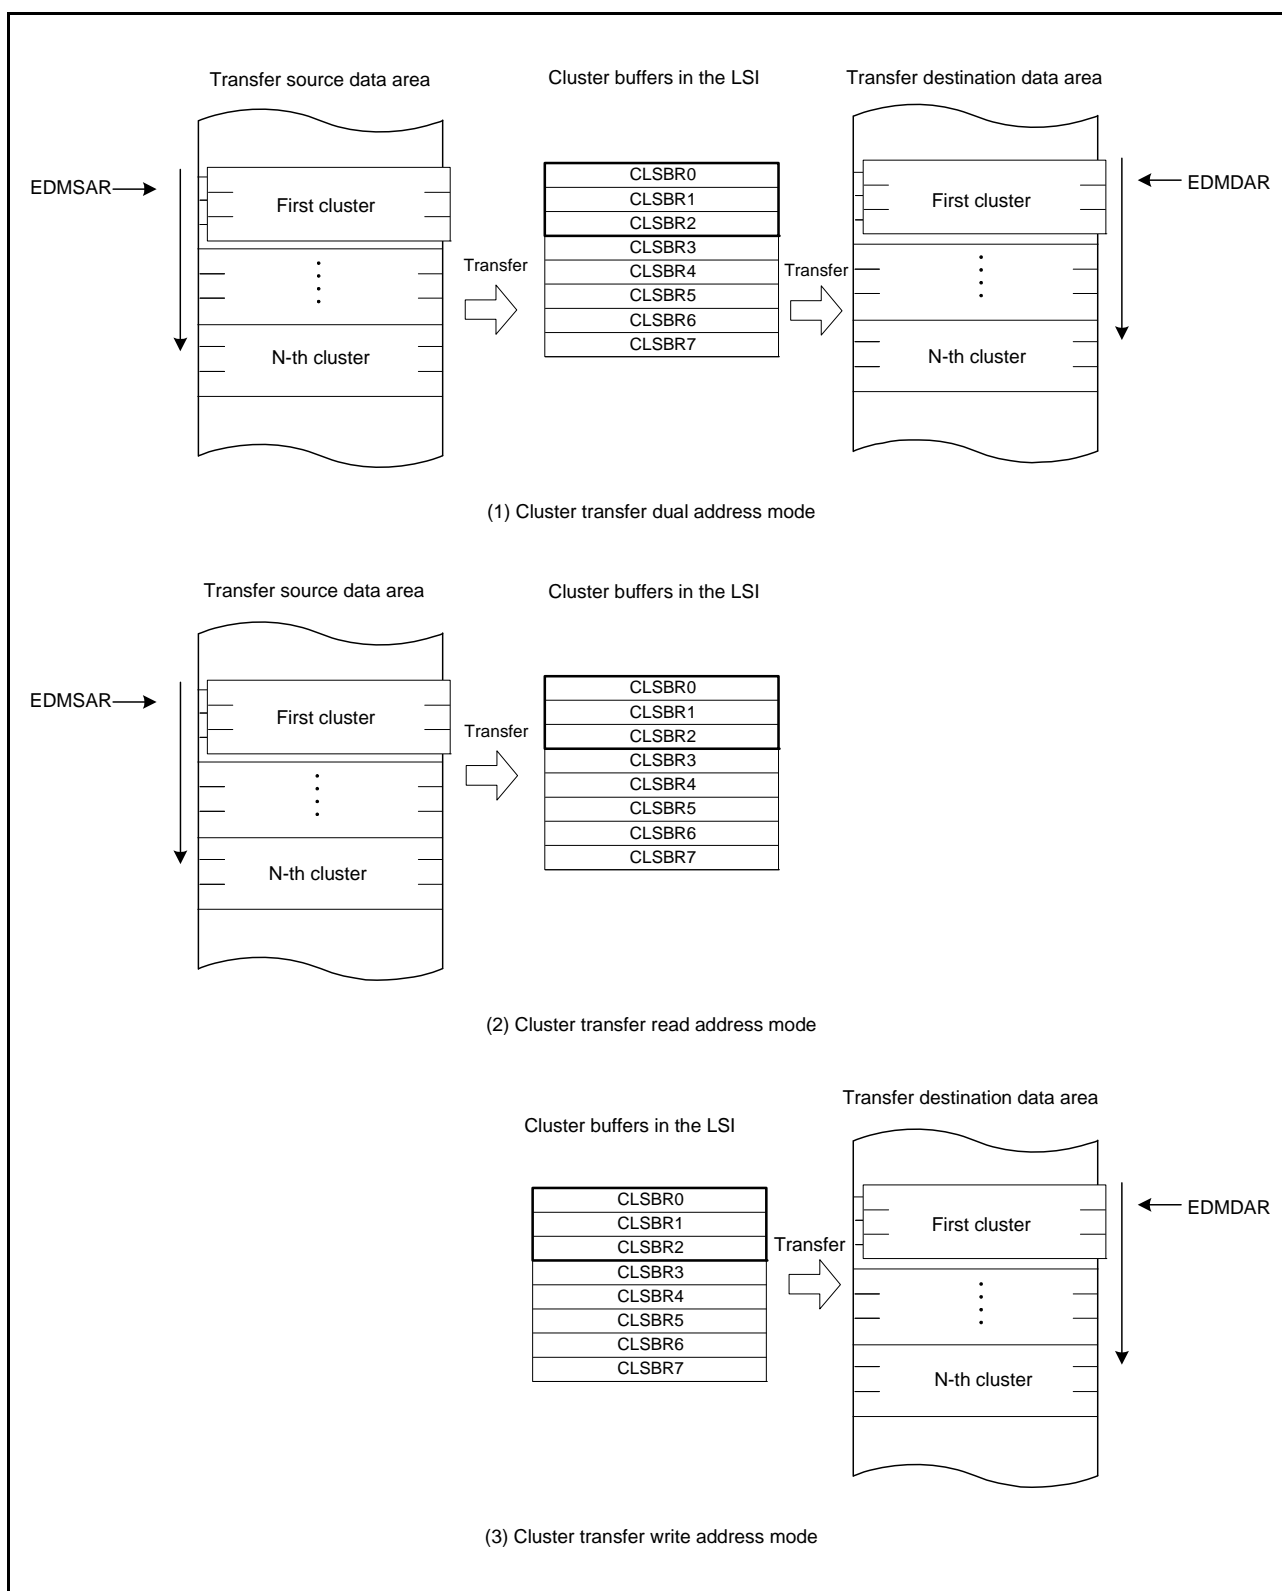 Transfer source data area
Cluster buffers in the LSI
Transfer destination data area
EDMSAR
First cluster
N-th cluster
Transfer
CLSBR0
CLSBR1
CLSBR2
CLSBR3
CLSBR4
CLSBR5
CLSBR6
CLSBR7
Transfer
First cluster
N-th cluster
EDMDAR
(1) Cluster transfer dual address mode
Transfer source data area
Cluster buffers in the LSI
EDMSAR
First cluster
N-th cluster
Transfer
CLSBR0
CLSBR1
CLSBR2
CLSBR3
CLSBR4
CLSBR5
CLSBR6
CLSBR7
(2) Cluster transfer read address mode
Cluster buffers in the LSI
Transfer destination data area
CLSBR0
CLSBR1
CLSBR2
CLSBR3
CLSBR4
CLSBR5
CLSBR6
CLSBR7
Transfer
First cluster
N-th cluster
EDMDAR
(3) Cluster transfer write address mode